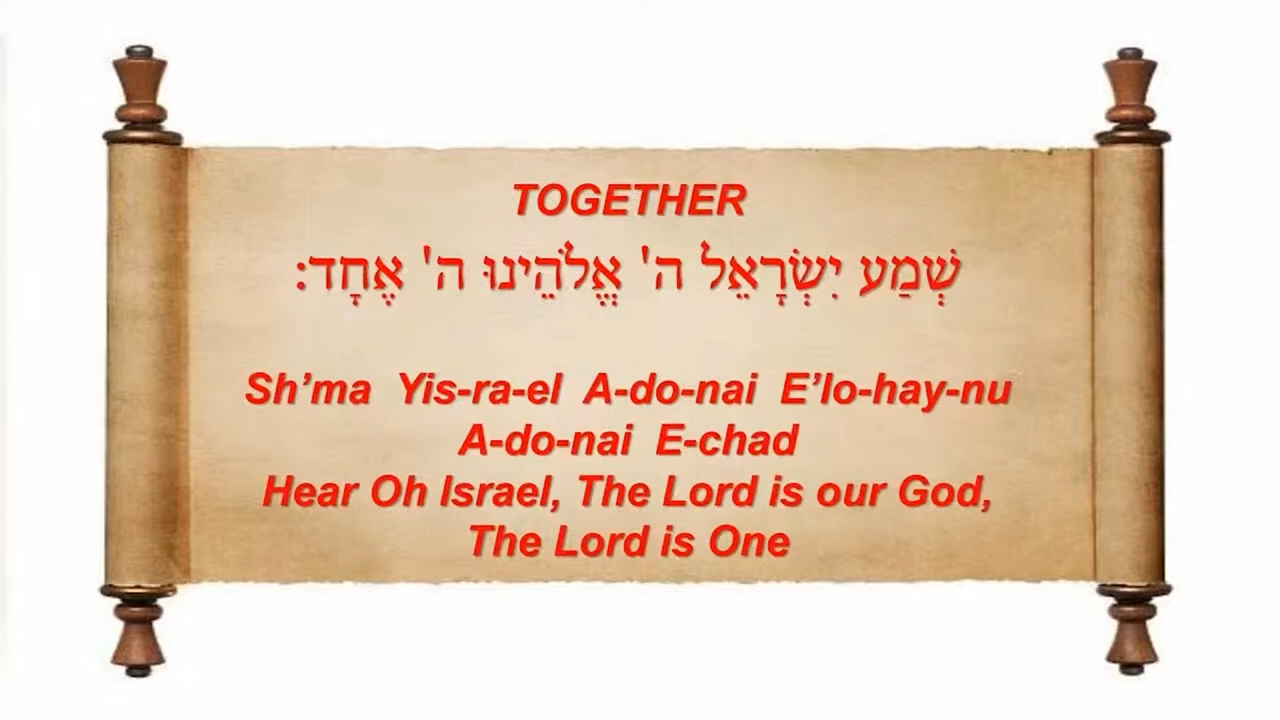 TOGETHER
שְׁמַע יִשְׂרָאֵל ה' אֱלֹהֵינוּ ה' אֶחָד:
Sh’ma Yis-ra-el A-do-nai E’lo-hay-nu
A-do-nai E-chad
Hear Oh Israel, The Lord is our God,
The Lord is One